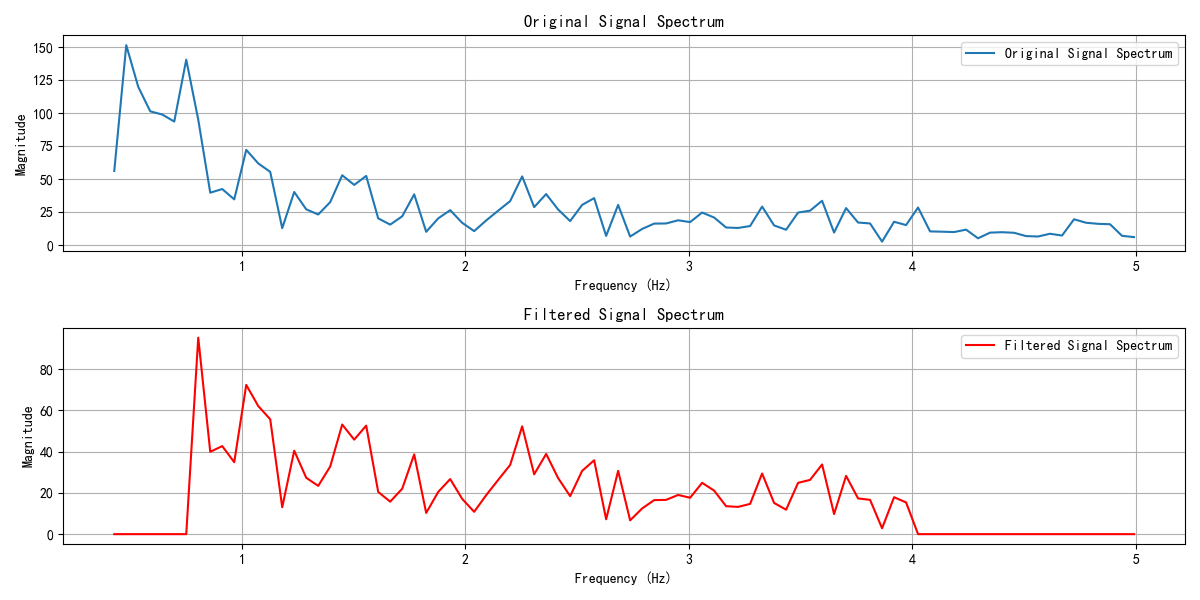 Original Signal Spectrum
150
125
100
75
50
25
0
Magnitude
Original Signal Spectrum
1 2 3 4 5
Frequency (Hz)
Filtered Signal Spectrum
80
60
40
20
0
Magnitude
Filtered Signal Spectrum
1 2 3 4 5
Frequency (Hz)